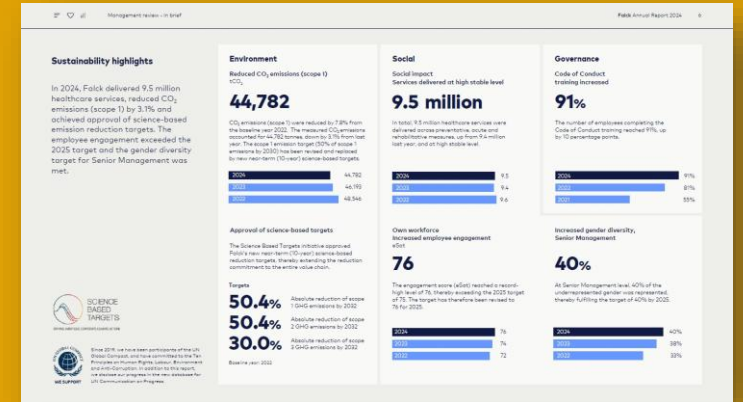 Management review - in brief
Falck Annual Report 2024
Sustainability highlights
In 2024, Falck delivered 9.5 million
healthcare services, reduced CO₂
emissions (scope 1) by 3.1% and
achieved approval of science-based
emission reduction targets. The
employee engagement exceeded the
2025 target and the gender diversity
target for Senior Management was
met.
SCIENCE
BASED
TARGETS
WE SUPPORT
Since 2019, we have been participants of the UN
Global Compact, and have committed to the Ten
Principles on Human Rights, Labour, Environment
and Anti-Corruption. In addition to this report,
we disclose our progress in the new database for
UN Communication on Progress.
Environment
Reduced CO₂ emissions (scope 1)
tCO₂
44,782
CO₂ emissions (scope 1) were reduced by 7.8% from
the baseline year 2022. The measured CO₂ emissions
accounted for 44,782 tonnes, down by 3.1% from last
year. The scope 1 emission target (50% of scope 1
emissions by 2030) has been revised and replaced
by new near-term (10-year) science-based targets.
2024 44,782
2023 46,193
2022 48,546
Approval of science-based targets
The Science Based Targets initiative approved
Falck's new near-term (10-year) science-based
reduction targets, thereby extending the reduction
commitment to the entire value chain.
Targets
50.4% Absolute reduction of scope
1 GHG emissions by 2032
50.4% Absolute reduction of scope
2 GHG emissions by 2032
30.0% Absolute reduction of scope
3 GHG emissions by 2032
Baseline year: 2022
Social
Social impact
Services delivered at high stable level
9.5 million
In total, 9.5 million healthcare services were
delivered across preventative, acute and
rehabilitative measures, up from 9.4 million
last year, and at high stable level.
2024 9.5
2023 9.4
2022 9.6
Own workforce
Increased employee engagement
eSat
76
The engagement score (eSat) reached a record-
high level of 76, thereby exceeding the 2025 target
of 75. The target has therefore been revised to
76 for 2025.
2024 76
2023 74
2022 72
Governance
Code of Conduct
training increased
91%
The number of employees completing the
Code of Conduct training reached 91%, up
by 10 percentage points.
2024 91%
2023 81%
2021 55%
Increased gender diversity,
Senior Management
40%
At Senior Management level, 40% of the
underrepresented gender was represented,
thereby fulfilling the target of 40% by 2025.
2024 40%
2023 38%
2022 33%